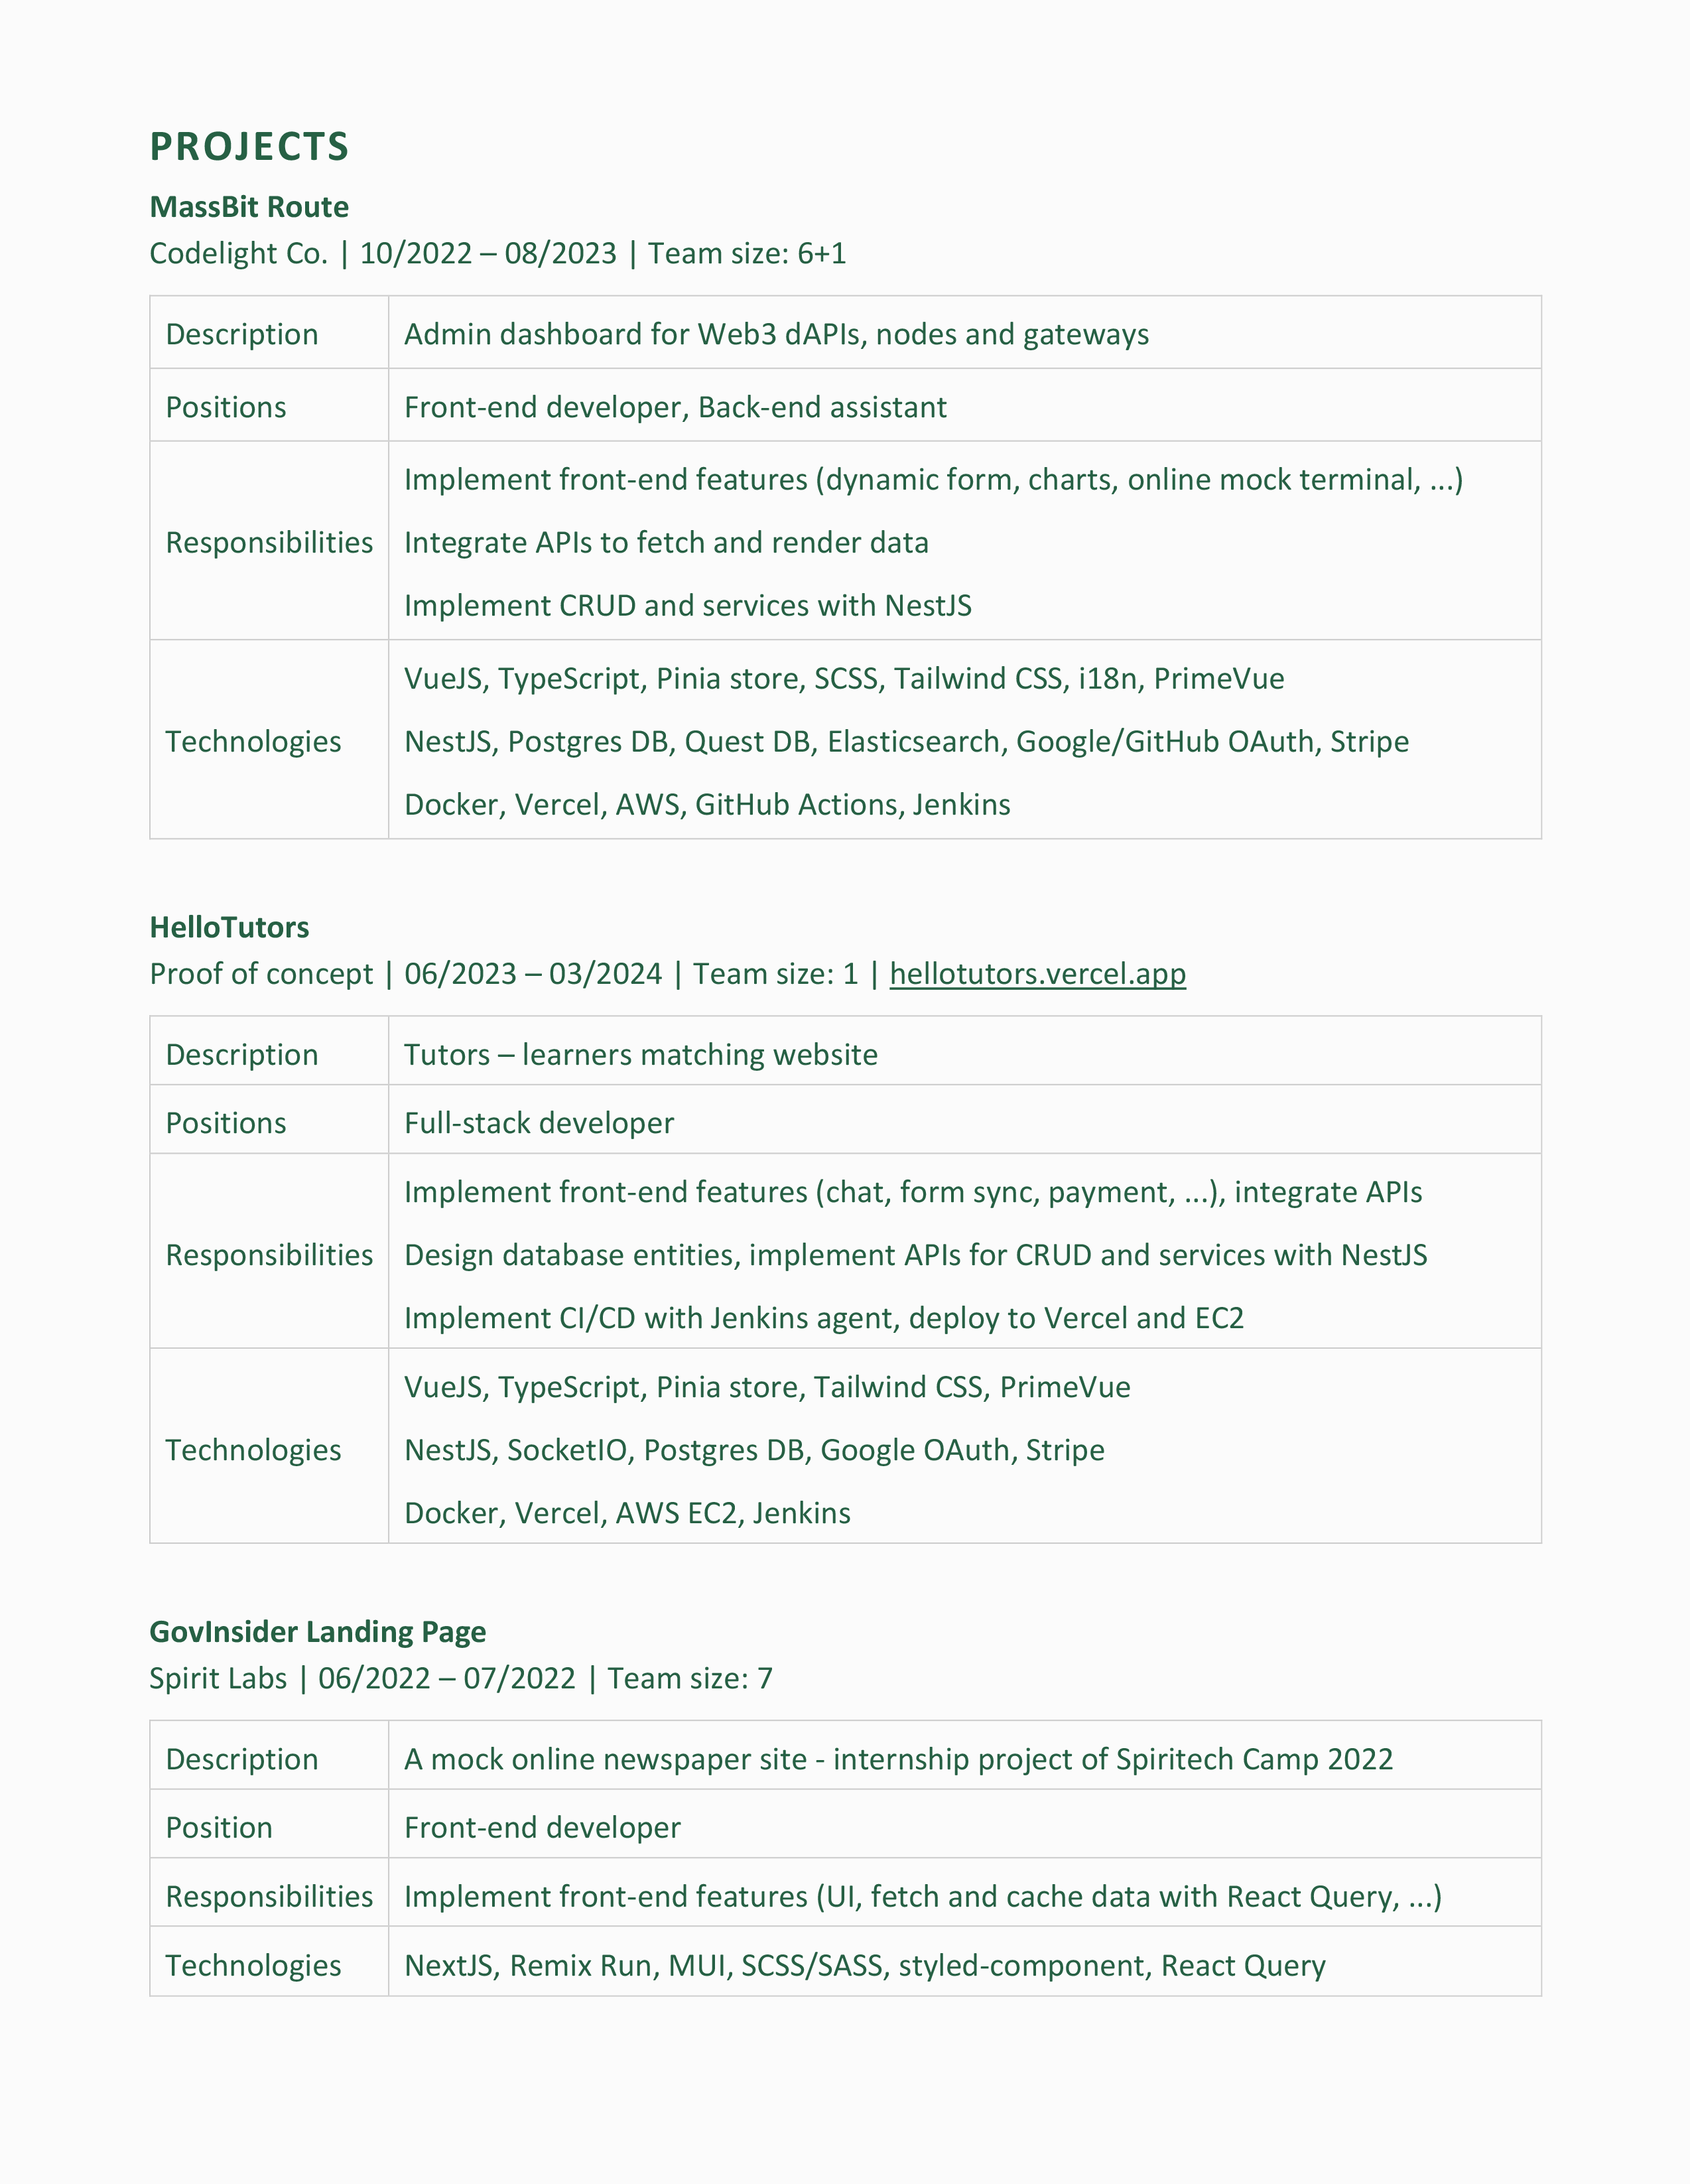 PROJECTS
MassBit Route
Codelight Co. | 10/2022 – 08/2023 | Team size: 6+1
Description
Admin dashboard for Web3 dAPIs, nodes and gateways
Positions
Front-end developer, Back-end assistant
Responsibilities
Implement front-end features (dynamic form, charts, online mock terminal, ...)
Integrate APIs to fetch and render data
Implement CRUD and services with NestJS
Technologies
VueJS, TypeScript, Pinia store, SCSS, Tailwind CSS, i18n, PrimeVue
NestJS, Postgres DB, Quest DB, Elasticsearch, Google/GitHub OAuth, Stripe
Docker, Vercel, AWS, GitHub Actions, Jenkins
HelloTutors
Proof of concept | 06/2023 – 03/2024 | Team size: 1 | hellotutors.vercel.app
Description
Tutors – learners matching website
Positions
Full-stack developer
Responsibilities
Implement front-end features (chat, form sync, payment, ...), integrate APIs
Design database entities, implement APIs for CRUD and services with NestJS
Implement CI/CD with Jenkins agent, deploy to Vercel and EC2
Technologies
VueJS, TypeScript, Pinia store, Tailwind CSS, PrimeVue
NestJS, SocketIO, Postgres DB, Google OAuth, Stripe
Docker, Vercel, AWS EC2, Jenkins
GovInsider Landing Page
Spirit Labs | 06/2022 – 07/2022 | Team size: 7
Description
A mock online newspaper site - internship project of Spiritech Camp 2022
Position
Front-end developer
Responsibilities
Implement front-end features (UI, fetch and cache data with React Query, ...)
Technologies
NextJS, Remix Run, MUI, SCSS/SASS, styled-component, React Query